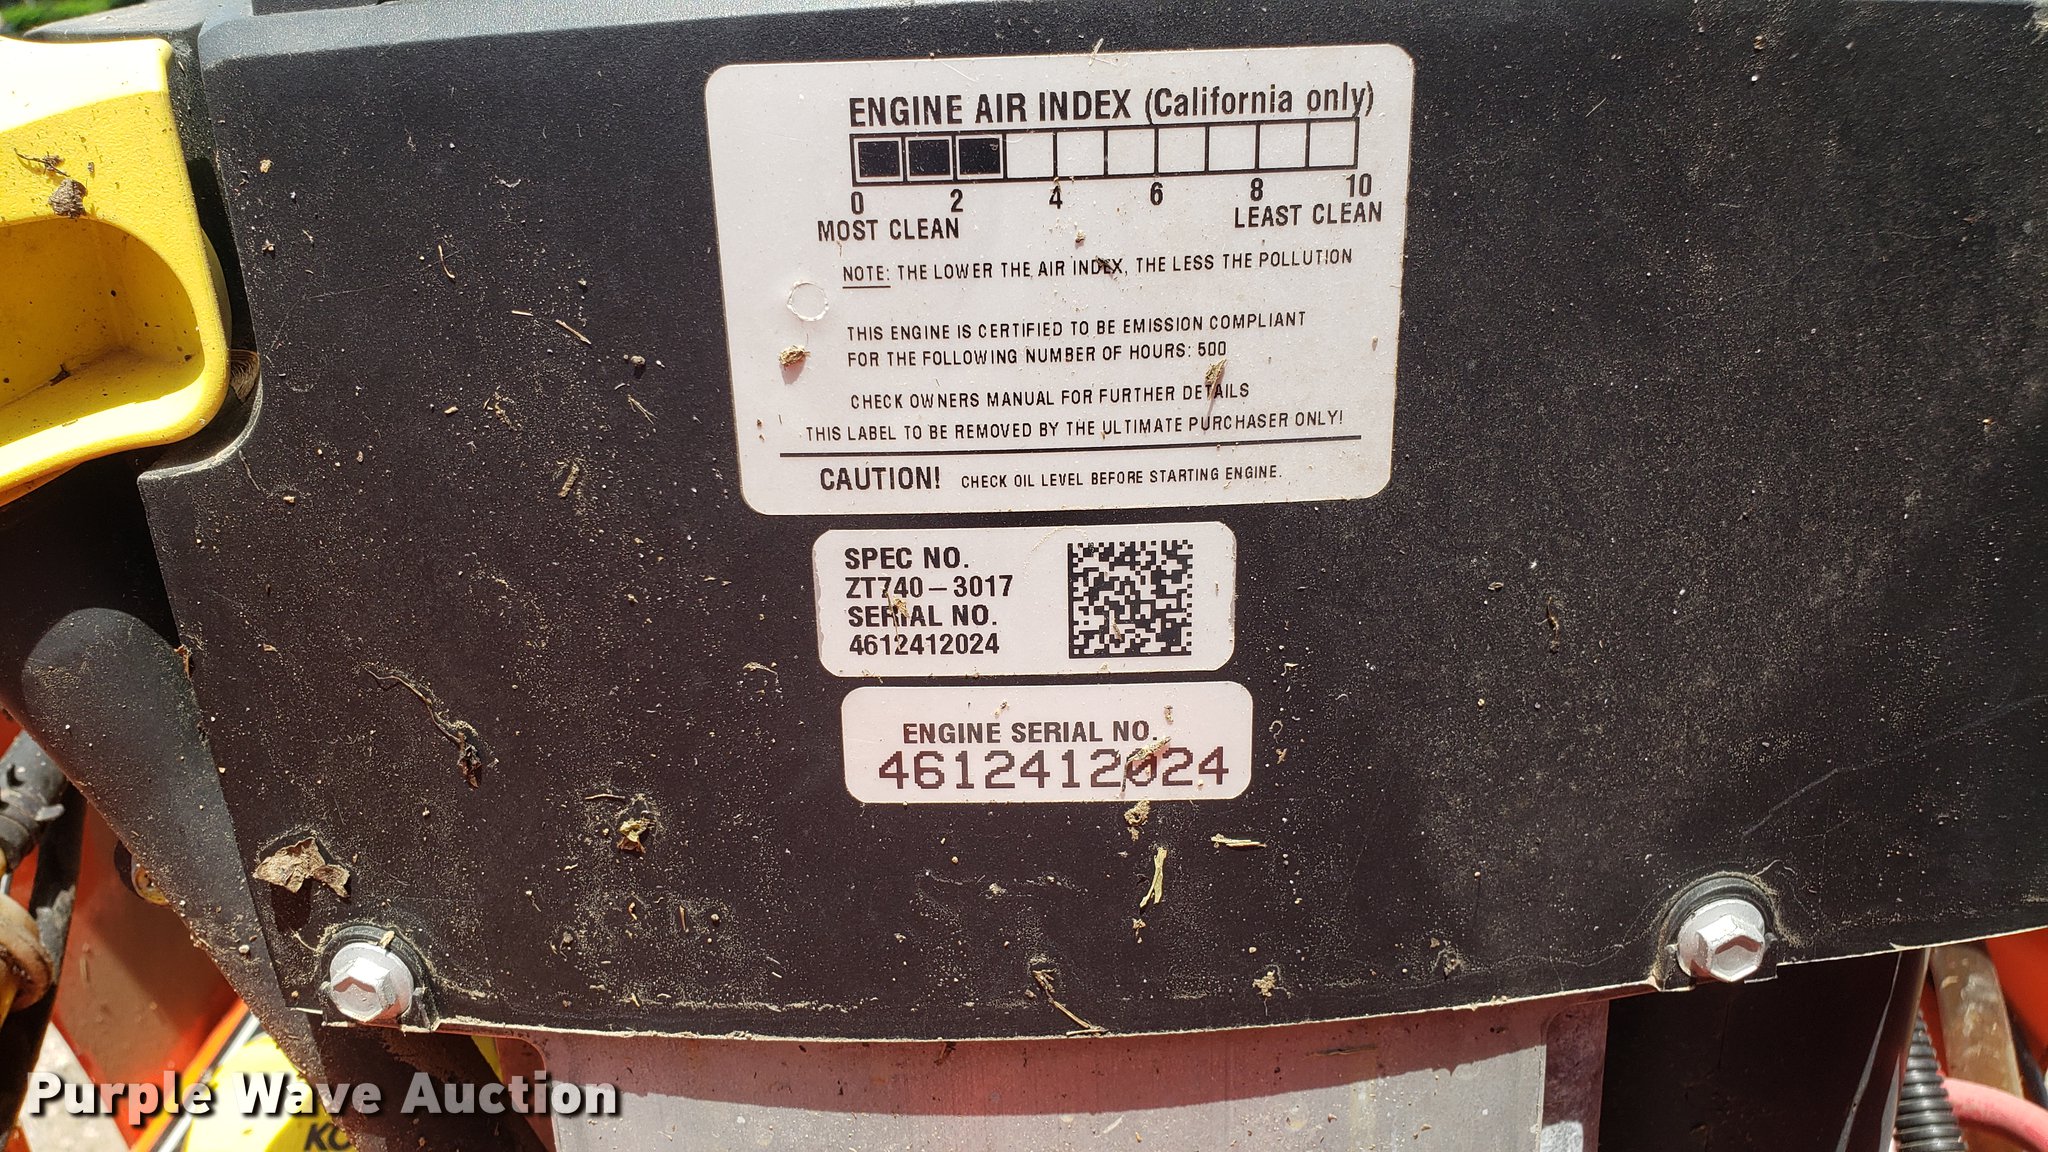 ENGINE AIR INDEX (California only)
0 2 4 6 8 10
MOST CLEAN LEAST CLEAN
NOTE: THE LOWER THE AIR INDEX, THE LESS THE POLLUTION
THIS ENGINE IS CERTIFIED TO BE EMISSION COMPLIANT
FOR THE FOLLOWING NUMBER OF HOURS: 500
CHECK OWNERS MANUAL FOR FURTHER DETAILS
THIS LABEL TO BE REMOVED BY THE ULTIMATE PURCHASER ONLY!
CAUTION! CHECK OIL LEVEL BEFORE STARTING ENGINE.
SPEC NO.
ZT740-3017
SERIAL NO.
4612412024
ENGINE SERIAL NO.
4612412024
Purple Wave Auction